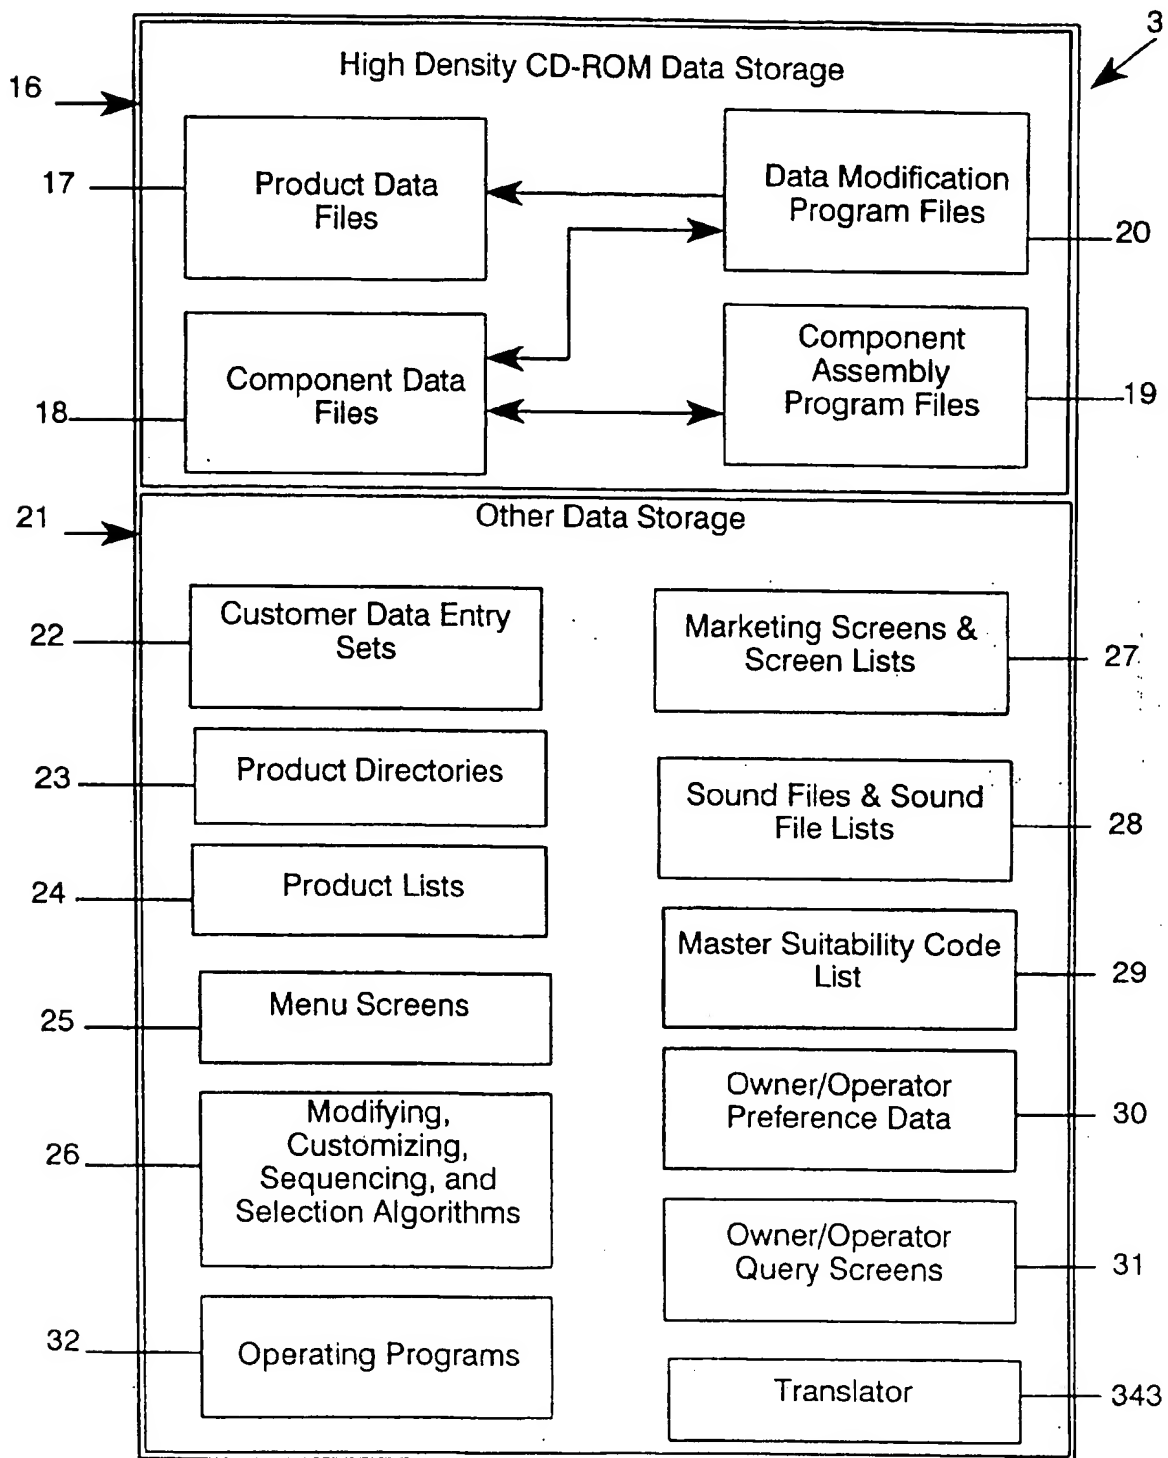 3
High Density CD-ROM Data Storage
16
17
Product Data
Files
Data Modification
Program Files
20
18
Component Data
Files
Component
Assembly
Program Files
19
21
Other Data Storage
22
Customer Data Entry
Sets
Marketing Screens &
Screen Lists
27
23
Product Directories
Sound Files & Sound
File Lists
28
24
Product Lists
Master Suitability Code
List
29
25
Menu Screens
Owner/Operator
Preference Data
30
26
Modifying,
Customizing,
Sequencing, and
Selection Algorithms
Owner/Operator
Query Screens
31
32
Operating Programs
Translator
343